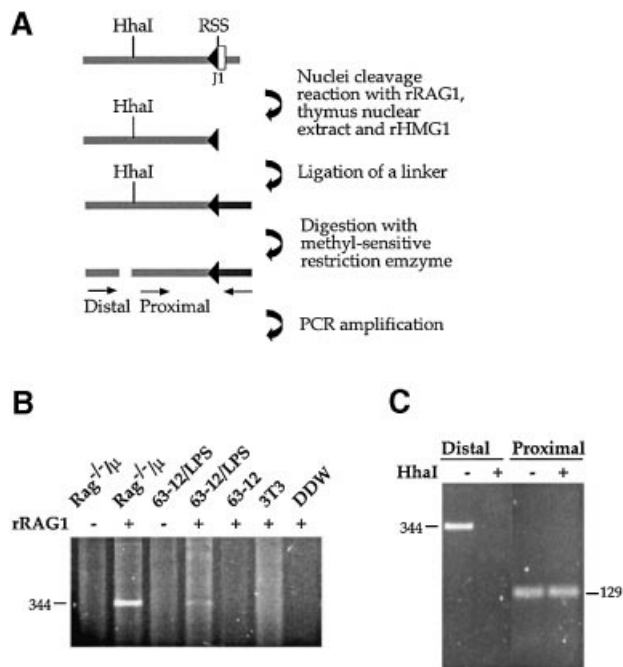 A
HhaI RSS
J1
Nuclei cleavage
reaction with rRAG1,
thymus nuclear
extract and rHMG1
HhaI
Ligation of a linker
HhaI
Digestion with
methyl-sensitive
restriction emzyme
Distal Proximal
PCR amplification
B
Rag-/-/μ
Rag-/-/μ
63-12/LPS
63-12/LPS
63-12
3T3
DDW
rRAG1 - + - + + + +
344
C
Distal Proximal
HhaI - + - +
344
129